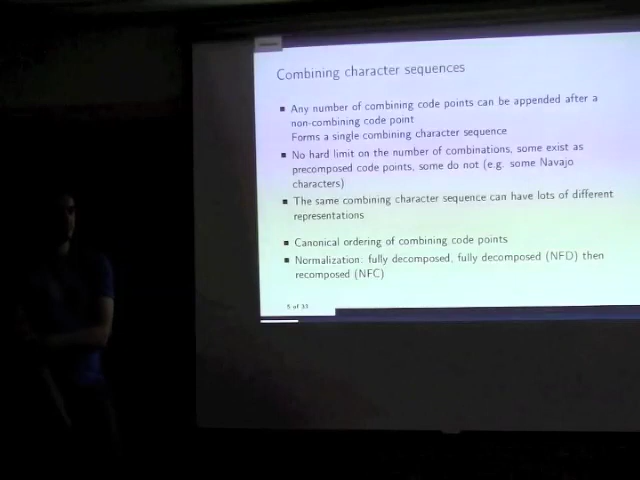 Combining character sequences
Any number of combining code points can be appended after a
non-combining code point
Forms a single combining character sequence
No hard limit on the number of combinations, some exist as
precomposed code points, some do not (e.g. some Navajo
characters)
The same combining character sequence can have lots of different
representations
Canonical ordering of combining code points
Normalization: fully decomposed, fully decomposed (NFD) then
recomposed (NFC)